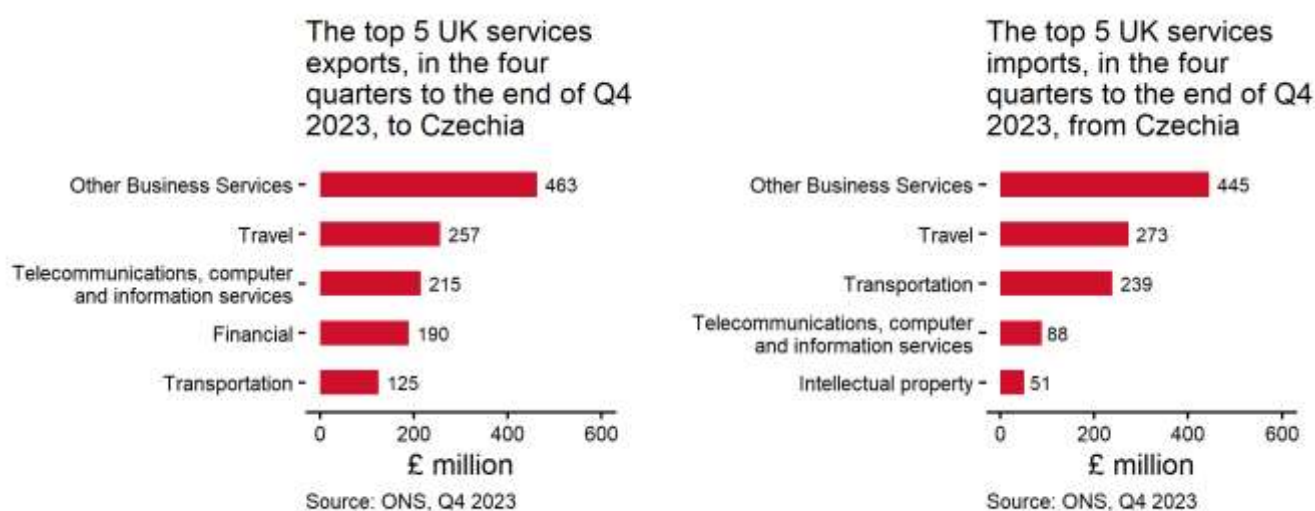 The top 5 UK services
exports, in the four
quarters to the end of Q4
2023, to Czechia
Other Business Services
463
Travel
257
Telecommunications, computer
and information services
215
Financial
190
Transportation
125
0
200
400
600
£ million
Source: ONS, Q4 2023
The top 5 UK services
imports, in the four
quarters to the end of Q4
2023, from Czechia
Other Business Services
445
Travel
273
Transportation
239
Telecommunications, computer
and information services
88
Intellectual property
51
0
200
400
600
£ million
Source: ONS, Q4 2023